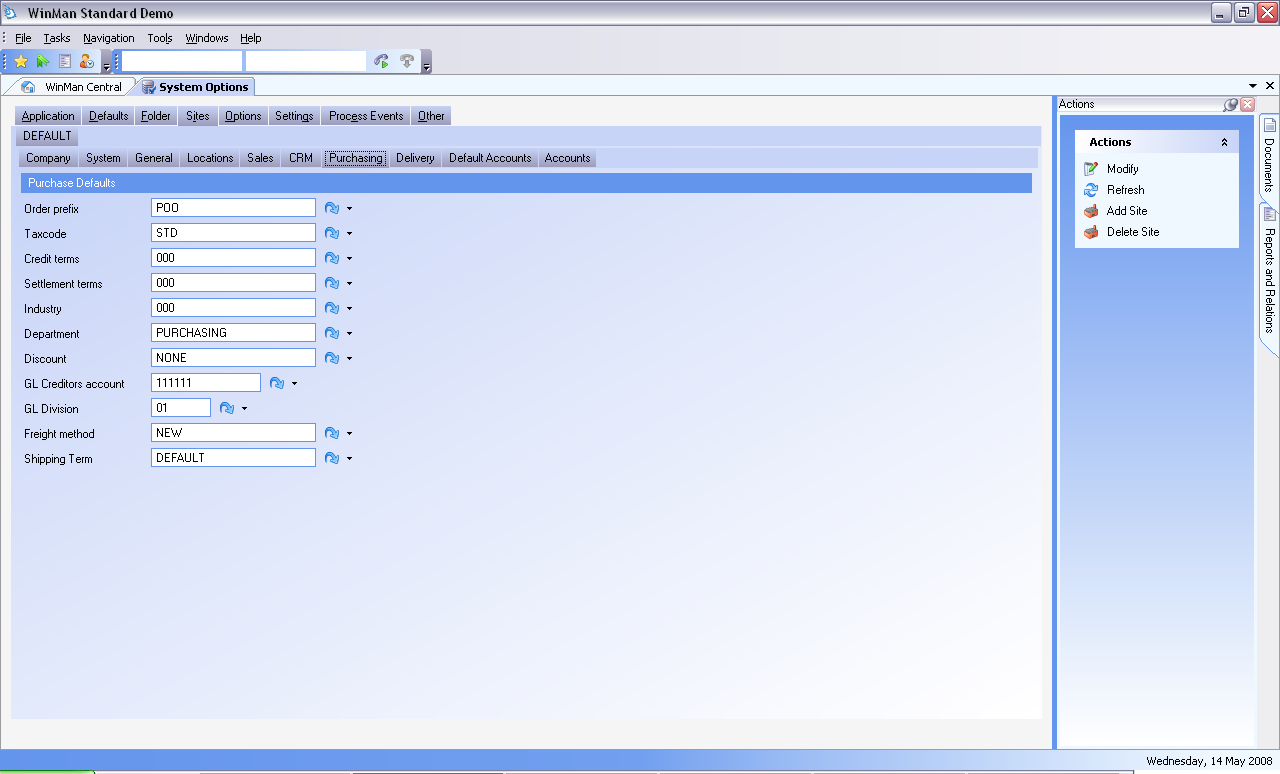 WinMan Standard Demo
File Tasks Navigation Tools Windows Help
WinMan Central System Options
Application Defaults Folder Sites Options Settings Process Events Other
DEFAULT
Company System General Locations Sales CRM Purchasing Delivery Default Accounts Accounts
Purchase Defaults
Order prefix POO
Taxcode STD
Credit terms 000
Settlement terms 000
Industry 000
Department PURCHASING
Discount NONE
GL Creditors account 111111
GL Division 01
Freight method NEW
Shipping Term DEFAULT
Actions
Actions
Modify
Refresh
Add Site
Delete Site
Documents
Reports and Relations
Wednesday, 14 May 2008